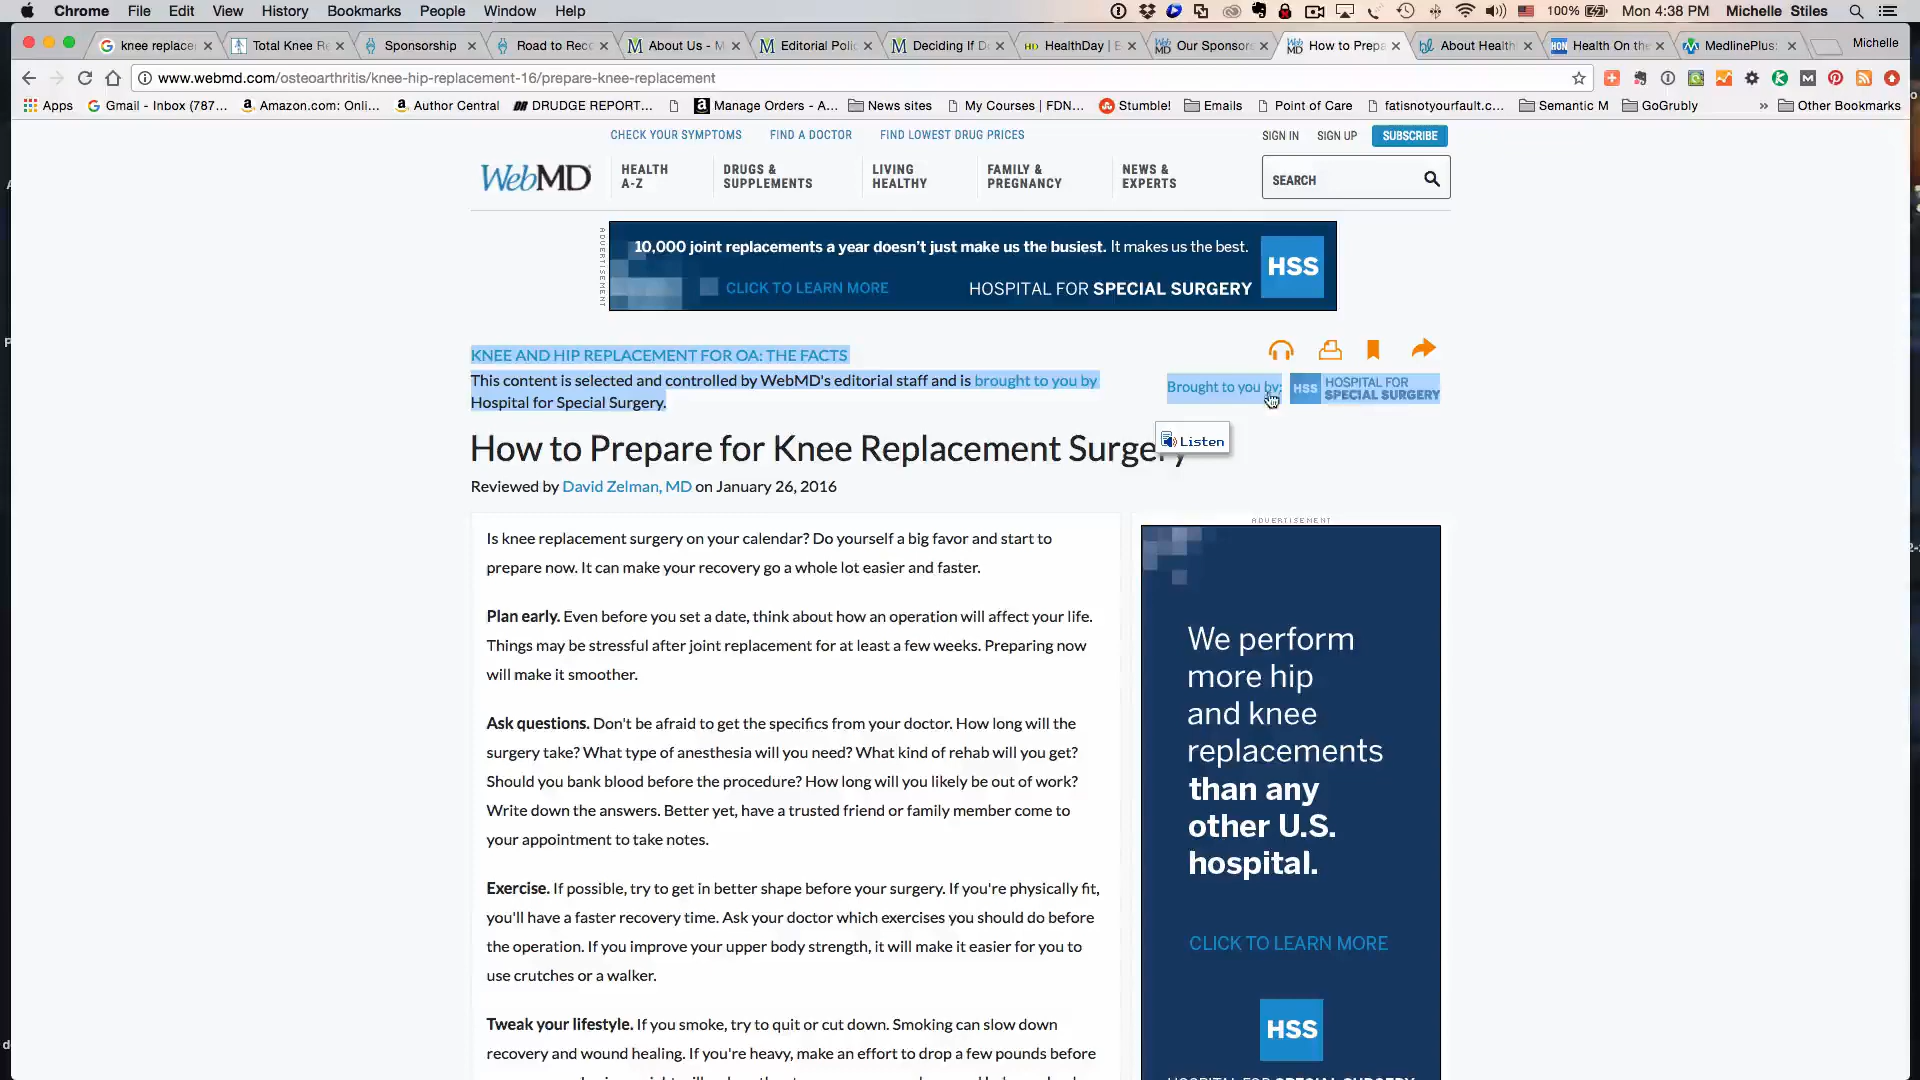 Chrome File Edit View History Bookmarks People Window Help 100% Mon 4:38 PM Michelle Stiles
knee replace Total Knee R Sponsorship Road to Rec About Us - M Editorial Poli Deciding If D HealthDay | E Our Sponsors How to Prepa About Health Health On the MedlinePlus: Michelle
www.webmd.com/osteoarthritis/knee-hip-replacement-16/prepare-knee-replacement
Apps Gmail - Inbox (787... Amazon.com: Onli... Author Central DRUDGE REPORT... Manage Orders - A... News sites My Courses | FDN... Stumble! Emails Point of Care fatisnotyourfault.c... Semantic M GoGrubly » Other Bookmarks
CHECK YOUR SYMPTOMS FIND A DOCTOR FIND LOWEST DRUG PRICES SIGN IN SIGN UP SUBSCRIBE
WebMD
HEALTH
A-Z
DRUGS &
SUPPLEMENTS
LIVING
HEALTHY
FAMILY &
PREGNANCY
NEWS &
EXPERTS
SEARCH
ADVERTISEMENT
10,000 joint replacements a year doesn't just make us the busiest. It makes us the best.
CLICK TO LEARN MORE
HOSPITAL FOR SPECIAL SURGERY
HSS
KNEE AND HIP REPLACEMENT FOR OA: THE FACTS
This content is selected and controlled by WebMD's editorial staff and is brought to you by
Hospital for Special Surgery.
Brought to you by:
HSS
HOSPITAL FOR
SPECIAL SURGERY
Listen
How to Prepare for Knee Replacement Surgery
Reviewed by David Zelman, MD on January 26, 2016
Is knee replacement surgery on your calendar? Do yourself a big favor and start to
prepare now. It can make your recovery go a whole lot easier and faster.
Plan early. Even before you set a date, think about how an operation will affect your life.
Things may be stressful after joint replacement for at least a few weeks. Preparing now
will make it smoother.
Ask questions. Don't be afraid to get the specifics from your doctor. How long will the
surgery take? What type of anesthesia will you need? What kind of rehab will you get?
Should you bank blood before the procedure? How long will you likely be out of work?
Write down the answers. Better yet, have a trusted friend or family member come to
your appointment to take notes.
Exercise. If possible, try to get in better shape before your surgery. If you're physically fit,
you'll have a faster recovery time. Ask your doctor which exercises you should do before
the operation. If you improve your upper body strength, it will make it easier for you to
use crutches or a walker.
Tweak your lifestyle. If you smoke, try to quit or cut down. Smoking can slow down
recovery and wound healing. If you're heavy, make an effort to drop a few pounds before
ADVERTISEMENT
We perform
more hip
and knee
replacements
than any
other U.S.
hospital.
CLICK TO LEARN MORE
HSS
HOSPITAL FOR SPECIAL SURGERY